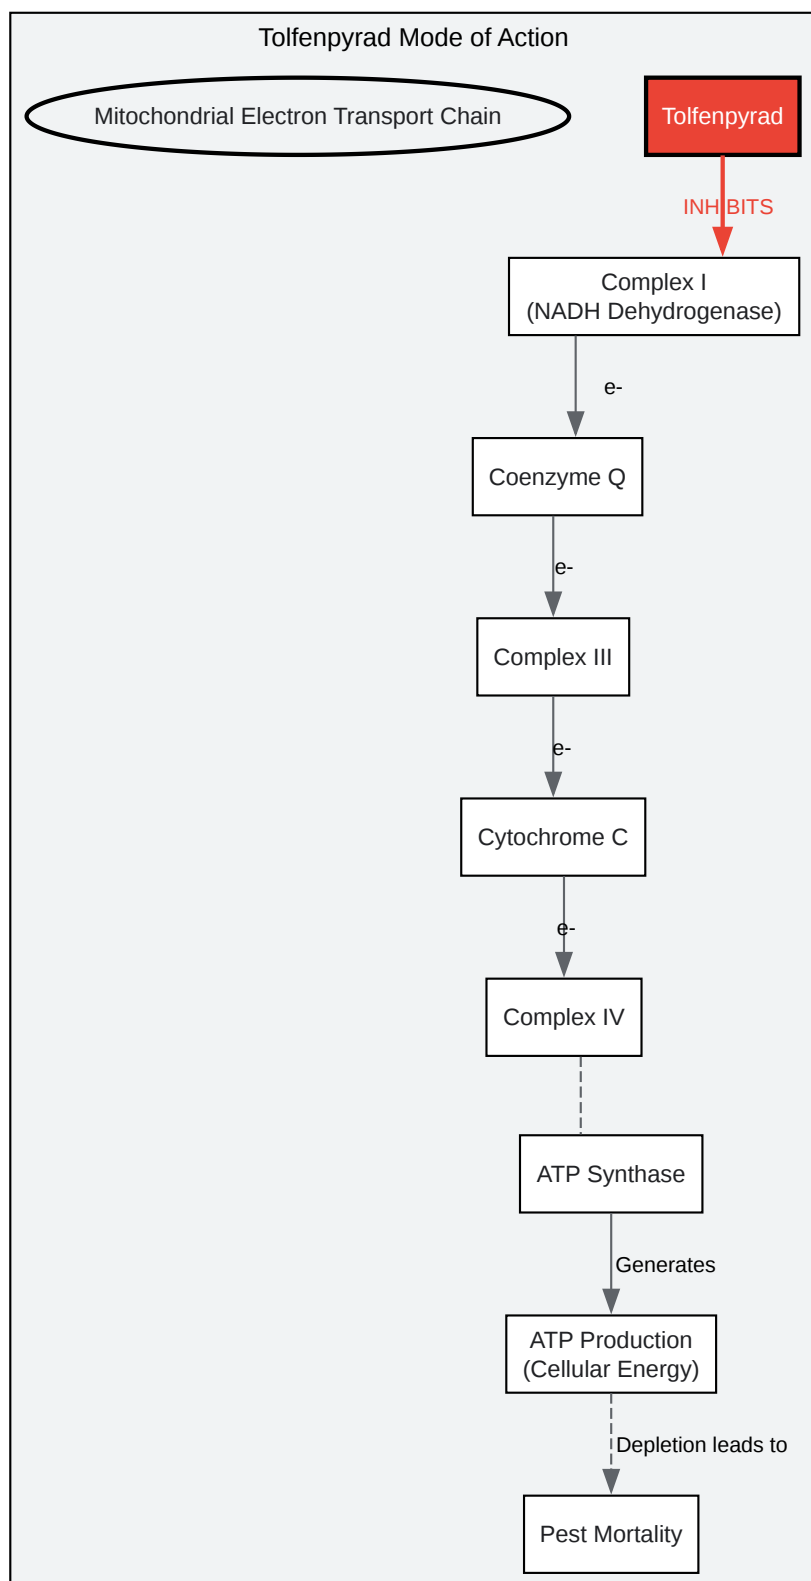 Tolfenpyrad Mode of Action
Mitochondrial Electron Transport Chain
Tolfenpyrad
INHIBITS
Complex I
(NADH Dehydrogenase)
e-
Coenzyme Q
e-
Complex III
e-
Cytochrome C
e-
Complex IV
ATP Synthase
Generates
ATP Production
(Cellular Energy)
Depletion leads to
Pest Mortality